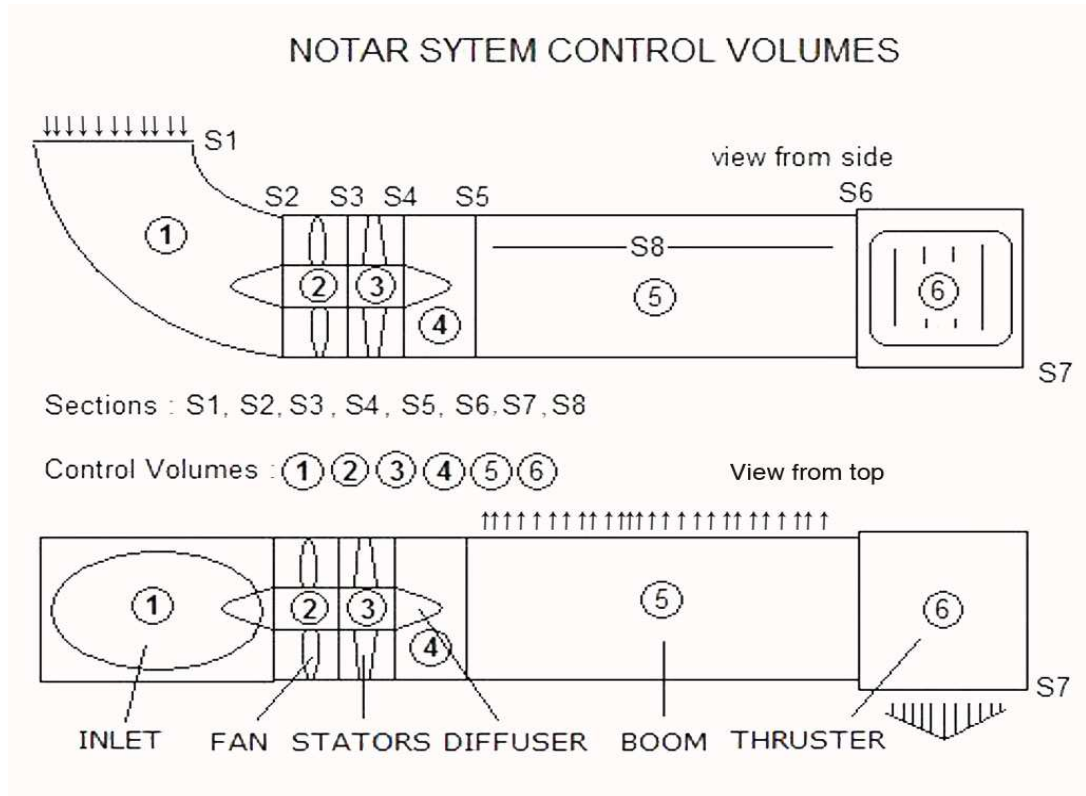 NOTAR SYTEM CONTROL VOLUMES
S1
view from side
S2 S3 S4 S5 S6
1
S8
2 3 5 6
4
S7
Sections : S1, S2, S3, S4, S5, S6, S7, S8
Control Volumes : 1 2 3 4 5 6
View from top
1 2 3 5 6
4
S7
INLET FAN STATORS DIFFUSER BOOM THRUSTER